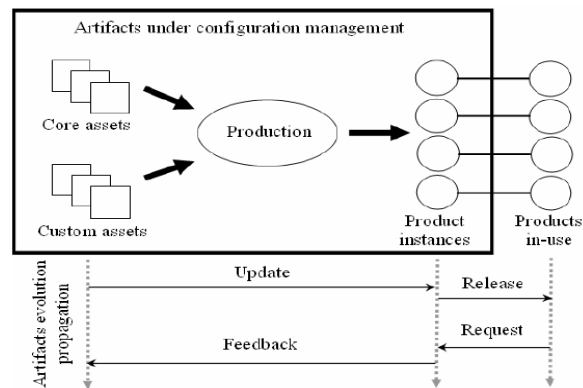 Artifacts under configuration management
Core assets
Production
Custom assets
Product
instances
Products
in-use
Artifacts evolution
propagation
Update
Release
Request
Feedback